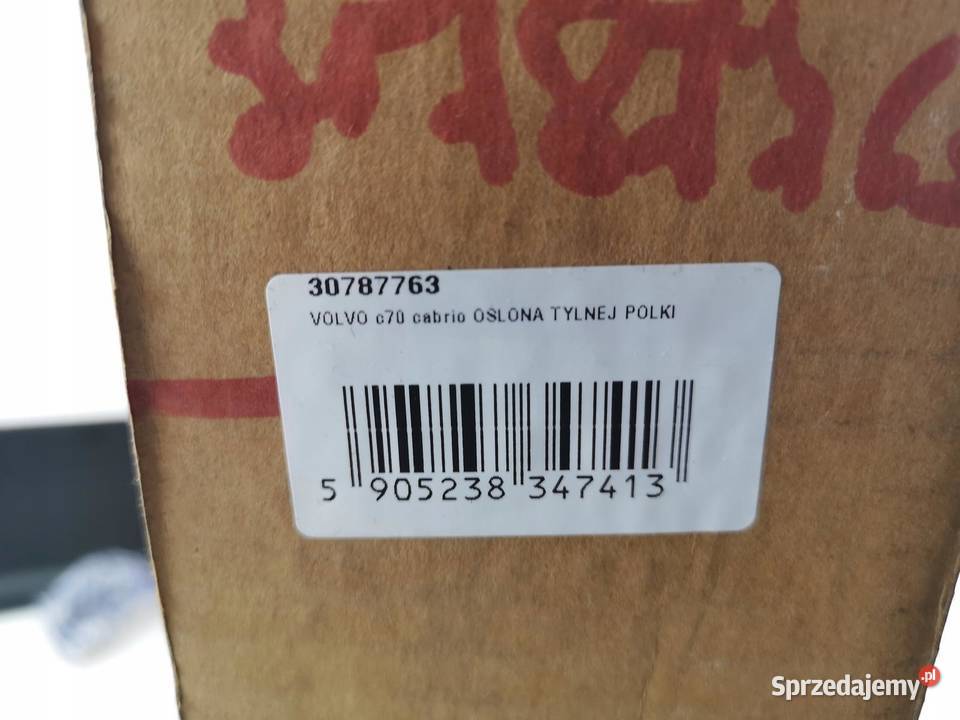 30787763
VOLVO c70 cabrio OSLONA TYLNEJ POLKI
5 905238 347413
Sprzedajemy.pl